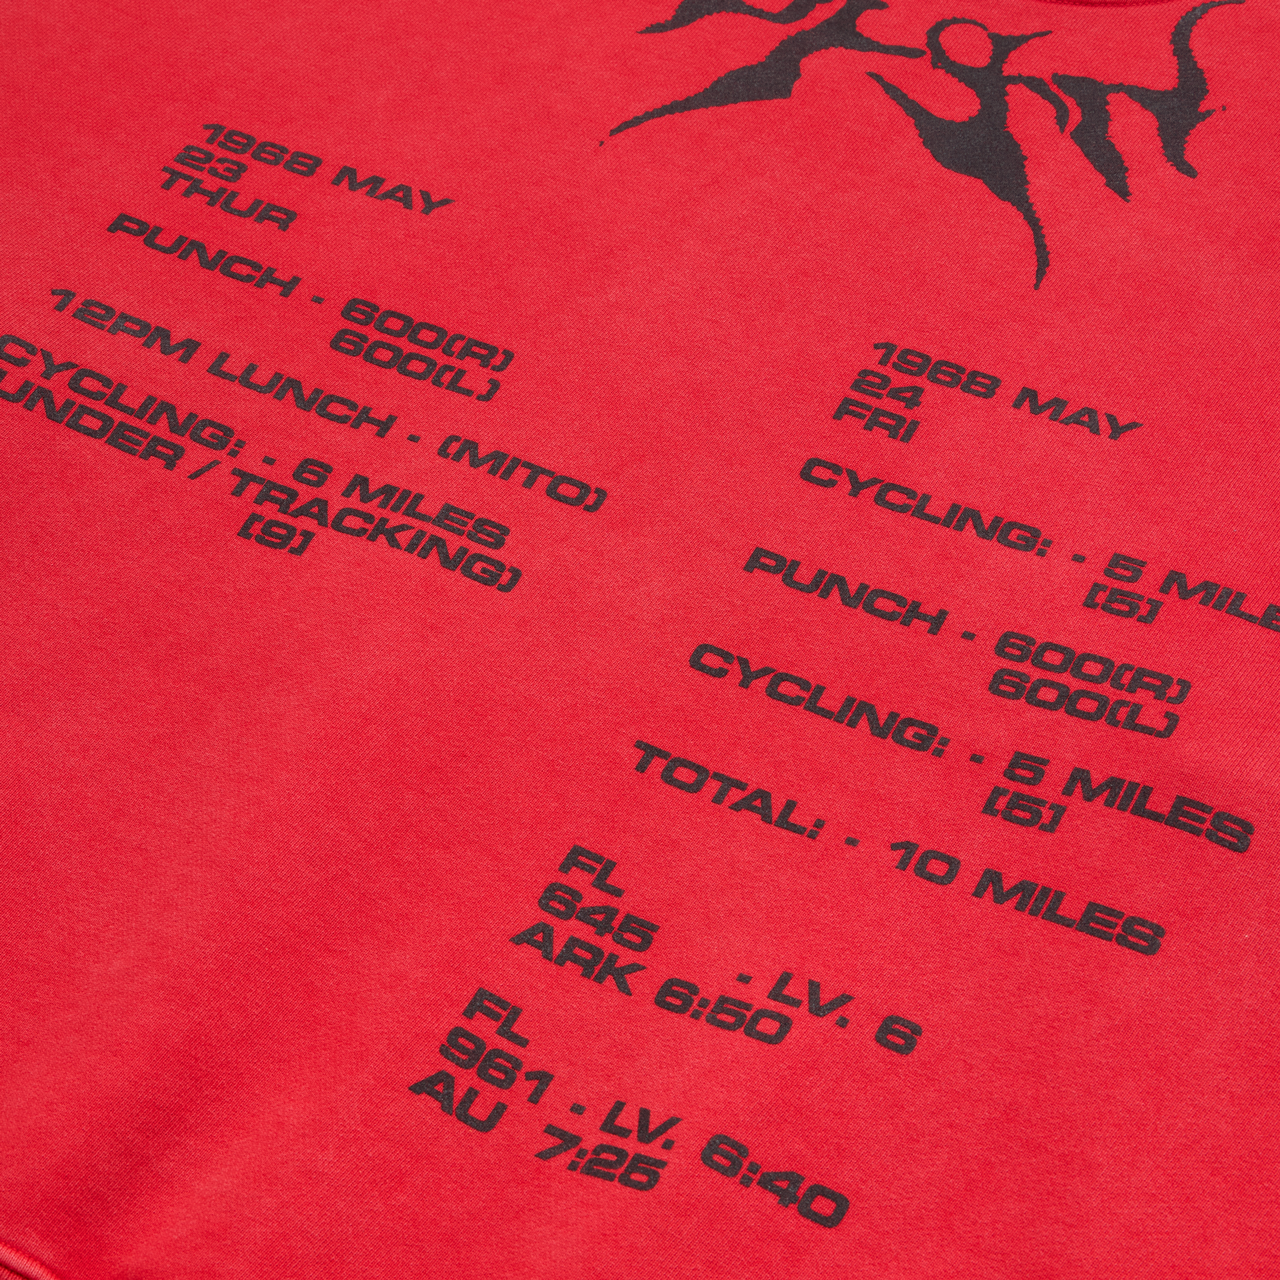 1968 MAY
23
THUR
PUNCH - 600(R)
600(L)
12PM LUNCH - (MITO)
CYCLING: - 6 MILES
UNDER / TRACKING)
[9]
1968 MAY
24
FRI
CYCLING: - 5 MILE
[5]
PUNCH - 600(R)
600(L)
CYCLING: - 5 MILES
[5]
TOTAL: - 10 MILES
FL
645 - LV. 6
ARK 6:50
FL
961 - LV. 6:40
AU 7:25